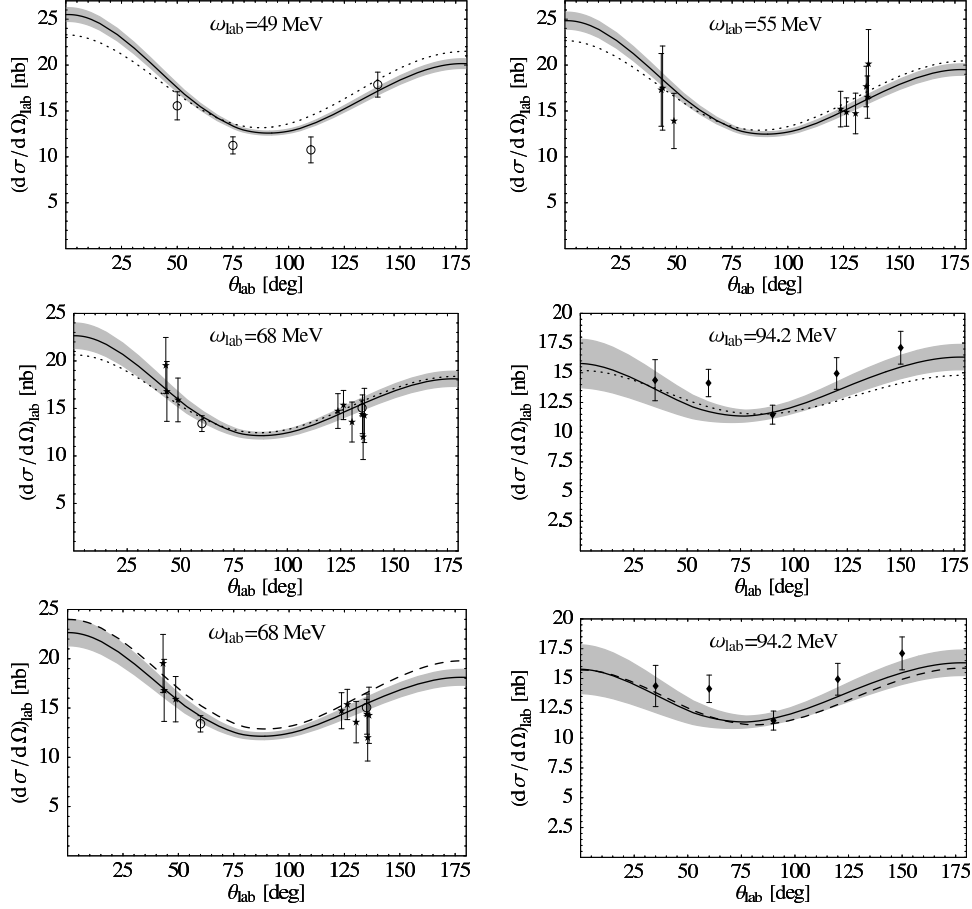 ω_lab=49 MeV
(dσ/dΩ)_lab [nb]
25
20
15
10
5
25 50 75 100 125 150 175
θ_lab [deg]
ω_lab=55 MeV
(dσ/dΩ)_lab [nb]
25
20
15
10
5
25 50 75 100 125 150 175
θ_lab [deg]
ω_lab=68 MeV
(dσ/dΩ)_lab [nb]
25
20
15
10
5
25 50 75 100 125 150 175
θ_lab [deg]
ω_lab=94.2 MeV
(dσ/dΩ)_lab [nb]
20
17.5
15
12.5
10
7.5
5
2.5
25 50 75 100 125 150 175
θ_lab [deg]
ω_lab=68 MeV
(dσ/dΩ)_lab [nb]
25
20
15
10
5
25 50 75 100 125 150 175
θ_lab [deg]
ω_lab=94.2 MeV
(dσ/dΩ)_lab [nb]
20
17.5
15
12.5
10
7.5
5
2.5
25 50 75 100 125 150 175
θ_lab [deg]